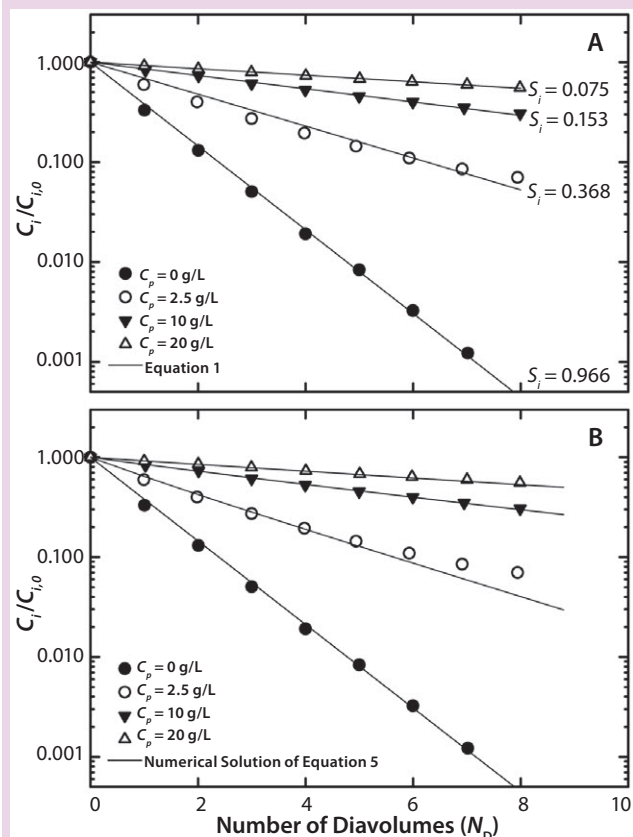 A
1.000
0.100
0.010
0.001
C_i/C_{i,0}
S_i = 0.075
S_i = 0.153
S_i = 0.368
S_i = 0.966
C_p = 0 g/L
C_p = 2.5 g/L
C_p = 10 g/L
C_p = 20 g/L
Equation 1
B
1.000
0.100
0.010
0.001
C_i/C_{i,0}
C_p = 0 g/L
C_p = 2.5 g/L
C_p = 10 g/L
C_p = 20 g/L
Numerical Solution of Equation 5
0 2 4 6 8 10
Number of Diavolumes (N_D)